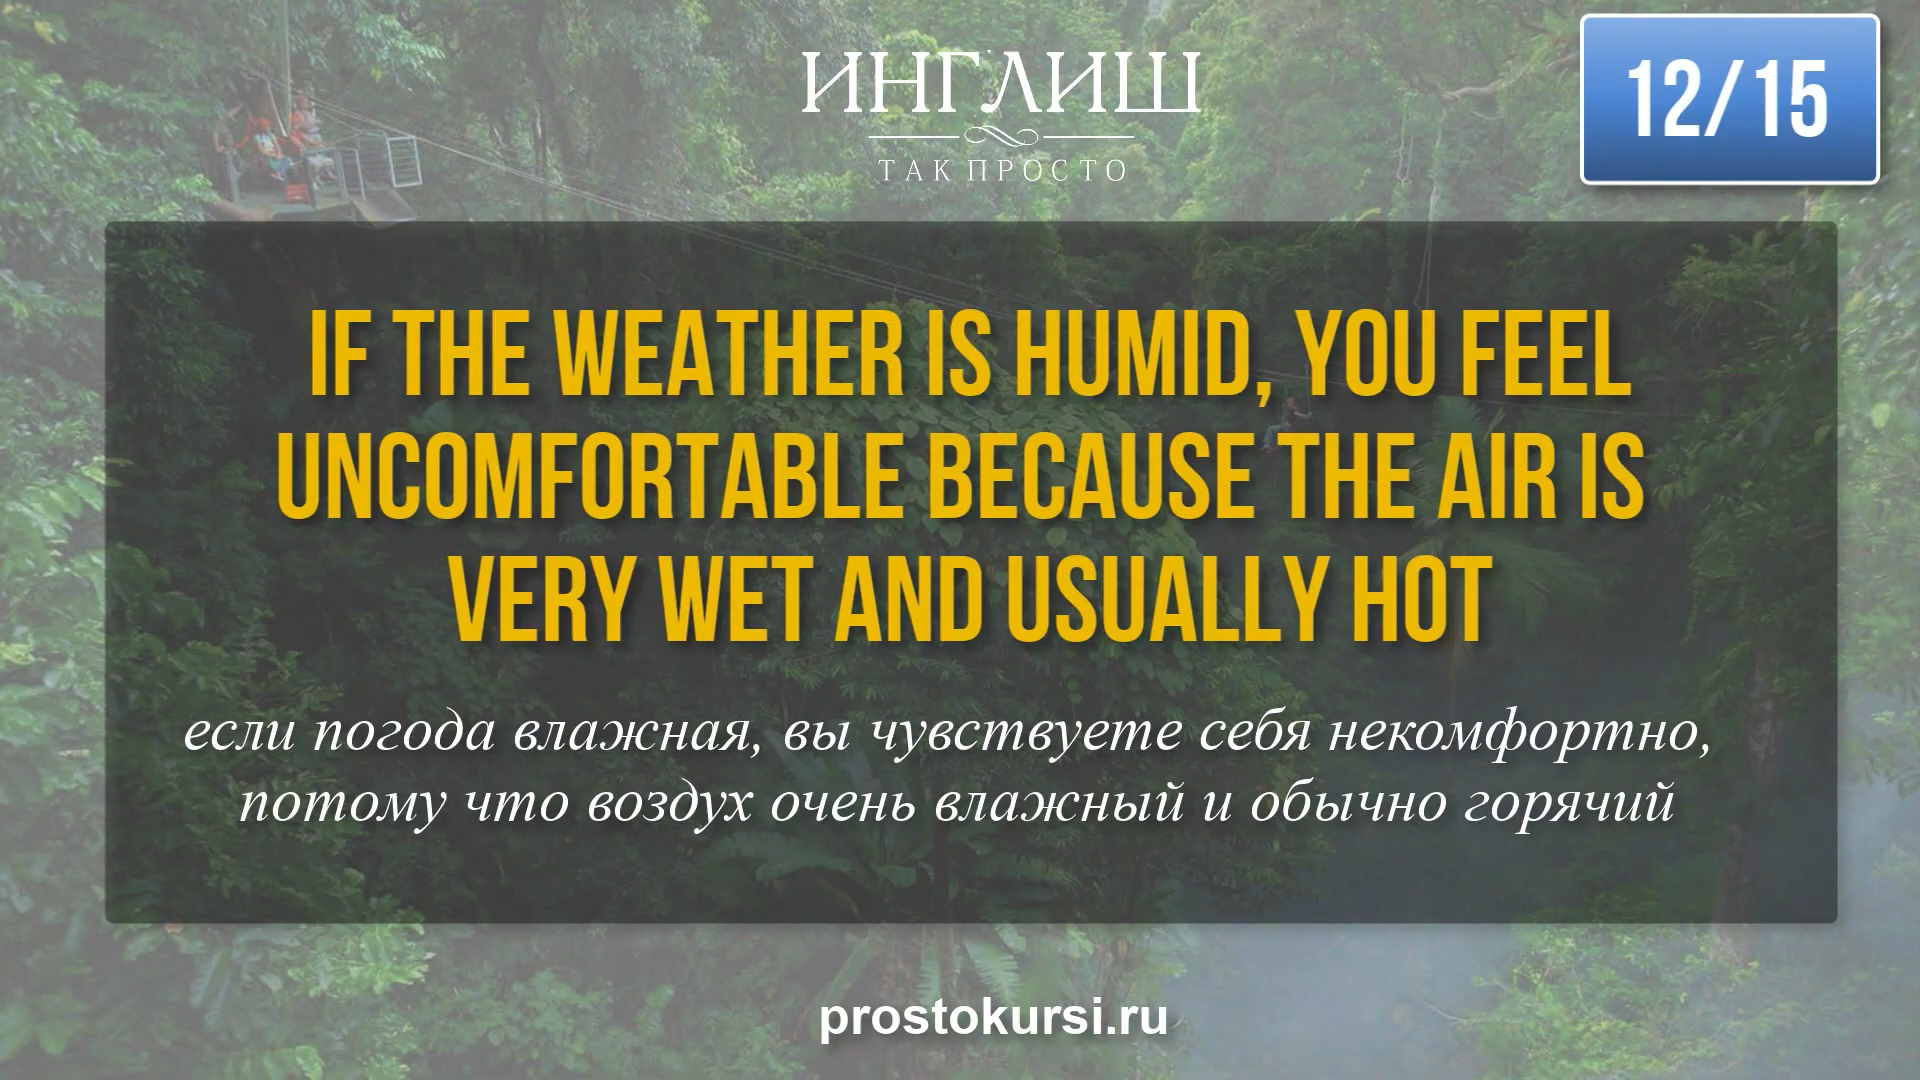 ИНГЛИШ
ТАК ПРОСТО
12/15
IF THE WEATHER IS HUMID, YOU FEEL
UNCOMFORTABLE BECAUSE THE AIR IS
VERY WET AND USUALLY HOT
если погода влажная, вы чувствуете себя некомфортно,
потому что воздух очень влажный и обычно горячий
prostokursi.ru